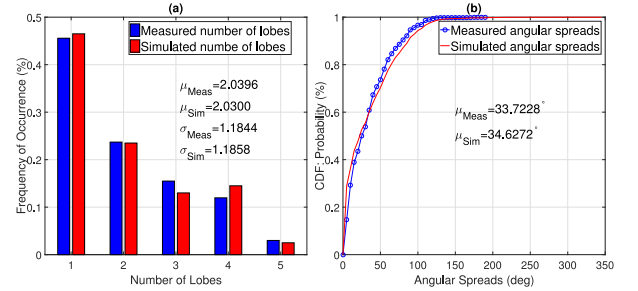 (a)
Measured number of lobes
Simulated nunber of lobes
μMeas=2.0396
μSim=2.0300
σMeas=1.1844
σSim=1.1858
Frequency of Occurrence (%)
0.5
0.4
0.3
0.2
0.1
0
1 2 3 4 5
Number of Lobes
(b)
Measured angular spreads
Simulated angular spreads
μMeas=33.7228°
μSim=34.6272°
CDF: Probability (%)
1
0.8
0.6
0.4
0.2
0
0 50 100 150 200 250 300 350
Angular Spreads (deg)